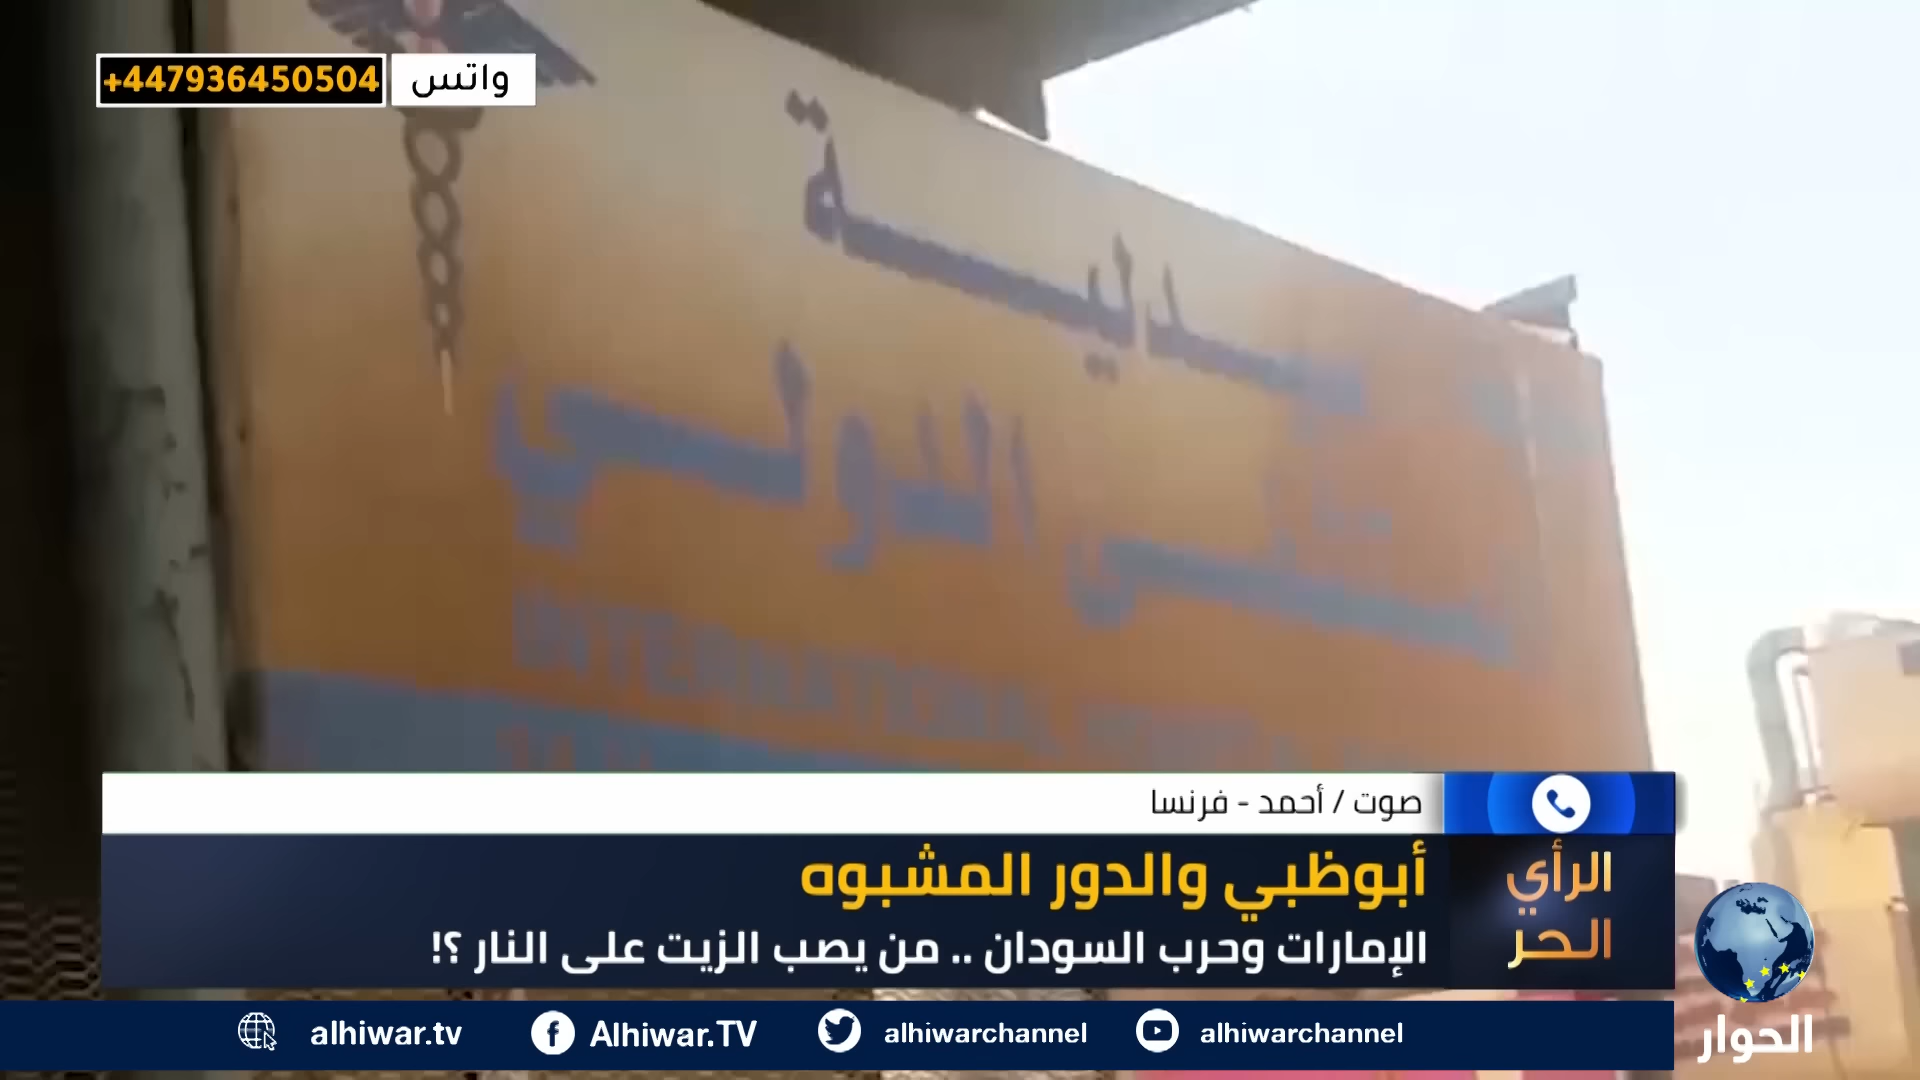 +447936450504
واتس
الدولي
INTERNATIONAL
صوت / أحمد - فرنسا
الرأي الحر
أبوظبي والدور المشبوه
الإمارات وحرب السودان .. من يصب الزيت على النار ؟!
alhiwar.tv
Alhiwar.TV
alhiwarchannel
alhiwarchannel
الحوار